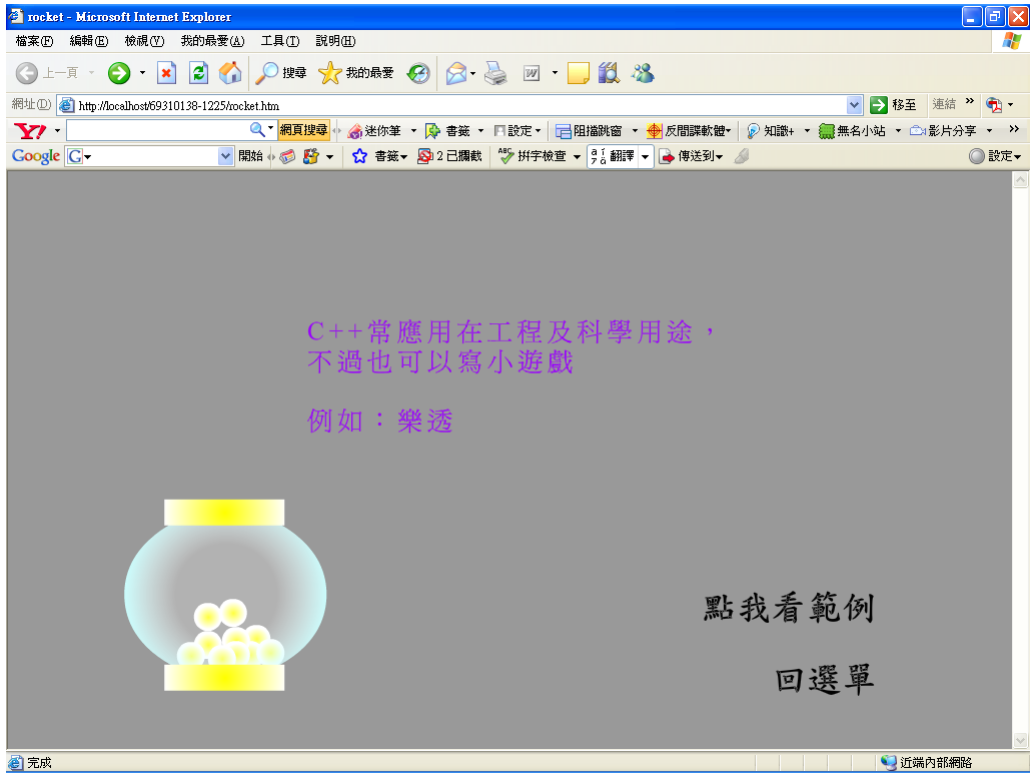 rocket - Microsoft Internet Explorer
檔案(F) 編輯(E) 檢視(V) 我的最愛(A) 工具(T) 說明(H)
上一頁 搜尋 我的最愛
網址(D) http://localhost/69310138-1225/rocket.htm 移至 連結 »
Y7 網頁搜尋 迷你筆 書籤 設定 阻擋跳窗 反間諜軟體 知識+ 無名小站 影片分享 »
Google G 開始 書籤 2 已攔截 拼字檢查 翻譯 傳送到 設定
C++常應用在工程及科學用途，
不過也可以寫小遊戲
例如：樂透
點我看範例
回選單
完成 近端內部網路